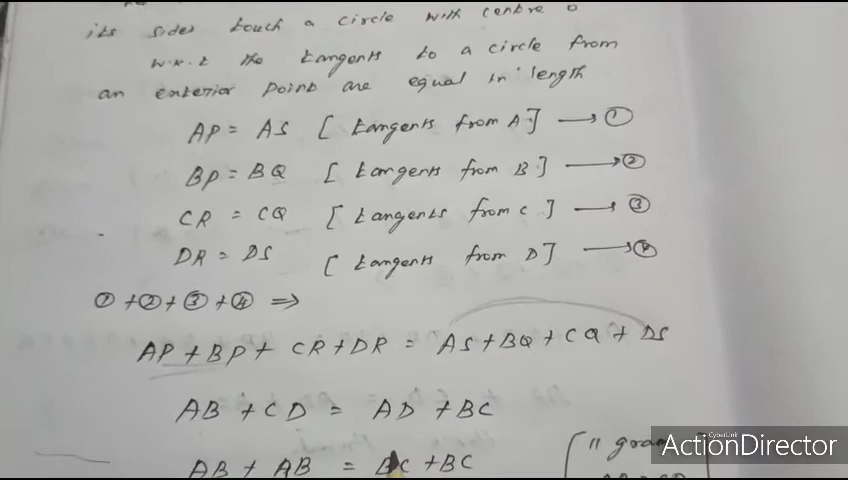 its sides touch a circle with centre O
w.k.t the tangents to a circle from
an exterior point are equal in length
AP = AS [ tangents from A ] → ①
BP = BQ [ tangents from B ] → ②
CR = CQ [ tangents from C ] → ③
DR = DS [ tangents from D ] → ④
① + ② + ③ + ④ ⇒
AP + BP + CR + DR = AS + BQ + CQ + DS
AB + CD = AD + BC
AB + AB = BC + BC
[ || gram
CyberLink
ActionDirector